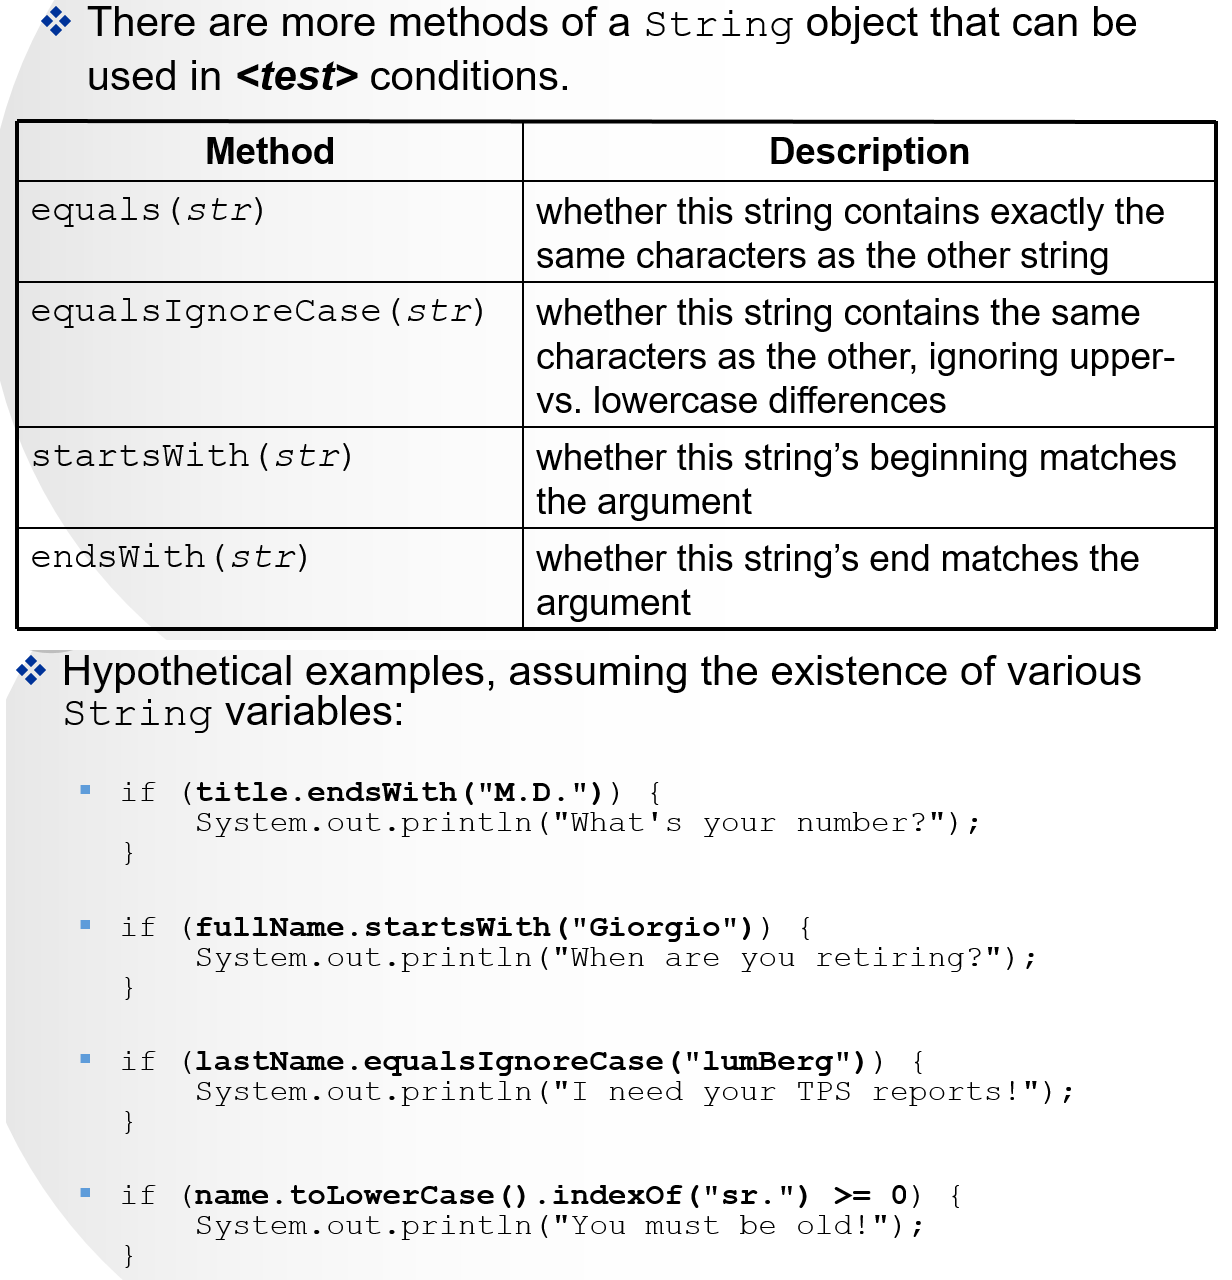 ❖ There are more methods of a String object that can be
used in <test> conditions.
Method Description
equals(str) whether this string contains exactly the
same characters as the other string
equalsIgnoreCase(str) whether this string contains the same
characters as the other, ignoring upper-
vs. lowercase differences
startsWith(str) whether this string’s beginning matches
the argument
endsWith(str) whether this string’s end matches the
argument
❖ Hypothetical examples, assuming the existence of various
String variables:
▪ if (title.endsWith("M.D.")) {
System.out.println("What's your number?");
}
▪ if (fullName.startsWith("Giorgio")) {
System.out.println("When are you retiring?");
}
▪ if (lastName.equalsIgnoreCase("lumBerg")) {
System.out.println("I need your TPS reports!");
}
▪ if (name.toLowerCase().indexOf("sr.") >= 0) {
System.out.println("You must be old!");
}